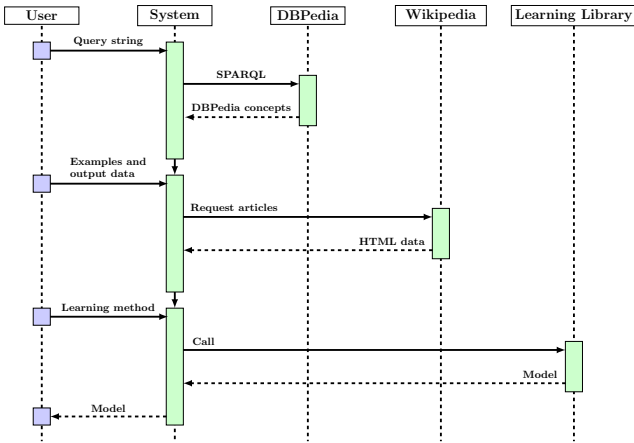 User
System
DBPedia
Wikipedia
Learning Library
Query string
SPARQL
DBPedia concepts
Examples and
output data
Request articles
HTML data
Learning method
Call
Model
Model